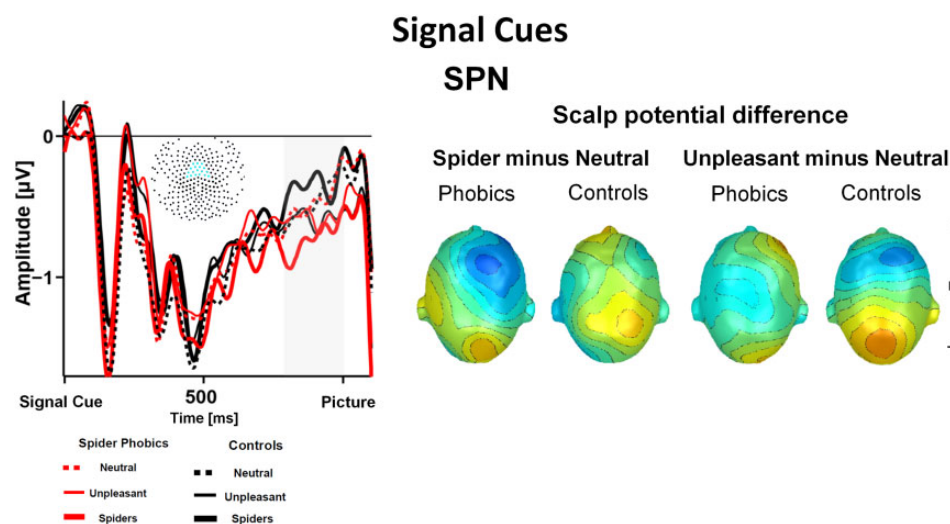 Signal Cues
SPN
Amplitude [µV]
0
−1
Signal Cue
500
Picture
Time [ms]
Spider Phobics
Neutral
Unpleasant
Spiders
Controls
Neutral
Unpleasant
Spiders
Scalp potential difference
Spider minus Neutral
Unpleasant minus Neutral
Phobics
Controls
Phobics
Controls